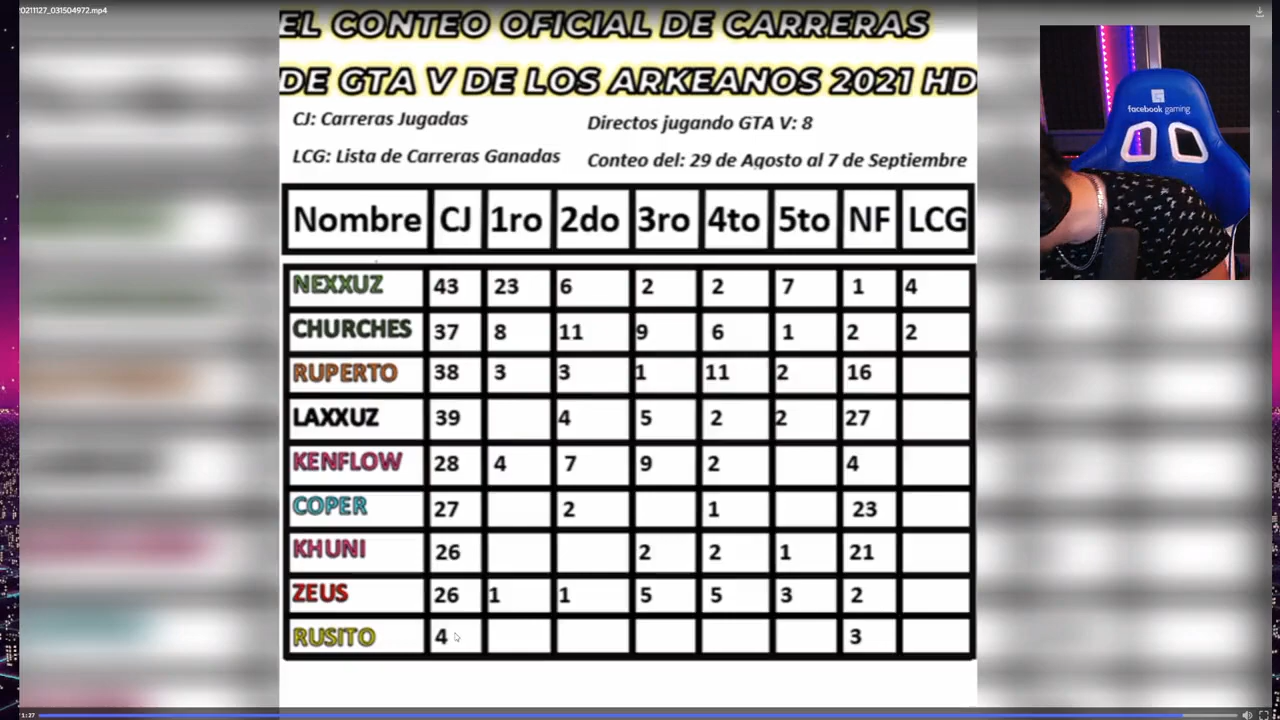 20211127_031504972.mp4
EL CONTEO OFICIAL DE CARRERAS
DE GTA V DE LOS ARKEANOS 2021 HD
CJ: Carreras Jugadas
Directos jugando GTA V: 8
LCG: Lista de Carreras Ganadas
Conteo del: 29 de Agosto al 7 de Septiembre
Nombre CJ 1ro 2do 3ro 4to 5to NF LCG
NEXXUZ 43 23 6 2 2 7 1 4
CHURCHES 37 8 11 9 6 1 2 2
RUPERTO 38 3 3 1 11 2 16
LAXXUZ 39 4 5 2 2 27
KENFLOW 28 4 7 9 2 4
COPER 27 2 1 23
KHUNI 26 2 2 1 21
ZEUS 26 1 1 5 5 3 2
RUSITO 4 3
facebook gaming
1:27